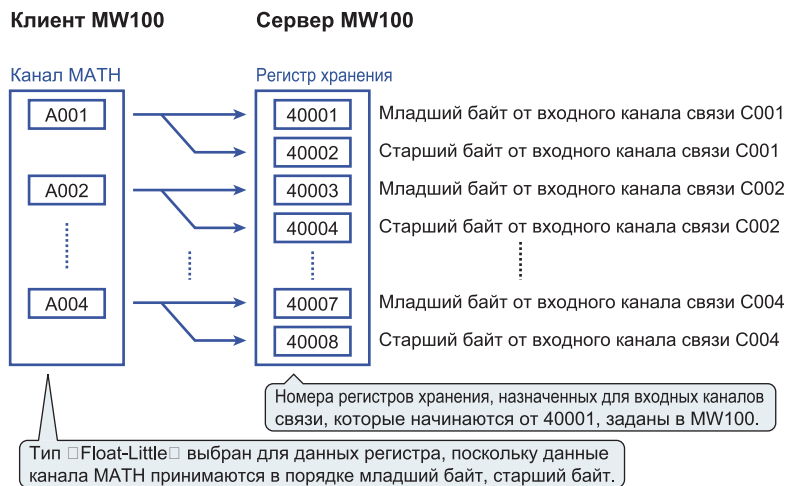 Клиент MW100
Сервер MW100
Канал MATH
Регистр хранения
A001
40001
Младший байт от входного канала связи C001
40002
Старший байт от входного канала связи C001
A002
40003
Младший байт от входного канала связи C002
40004
Старший байт от входного канала связи C002
A004
40007
Младший байт от входного канала связи C004
40008
Старший байт от входного канала связи C004
Номера регистров хранения, назначенных для входных каналов
связи, которые начинаются от 40001, заданы в MW100.
Тип □Float-Little□ выбран для данных регистра, поскольку данные
канала MATH принимаются в порядке младший байт, старший байт.